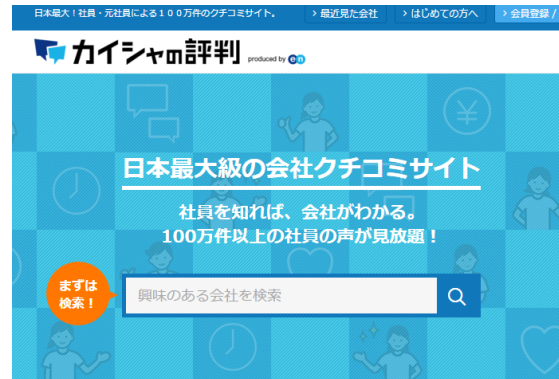 日本最大！社員・元社員による１００万件のクチコミサイト。
› 最近見た会社
› はじめての方へ
› 会員登録 /
カイシャの評判 produced by en
日本最大級の会社クチコミサイト
社員を知れば、会社がわかる。
100万件以上の社員の声が見放題！
まずは
検索！
興味のある会社を検索